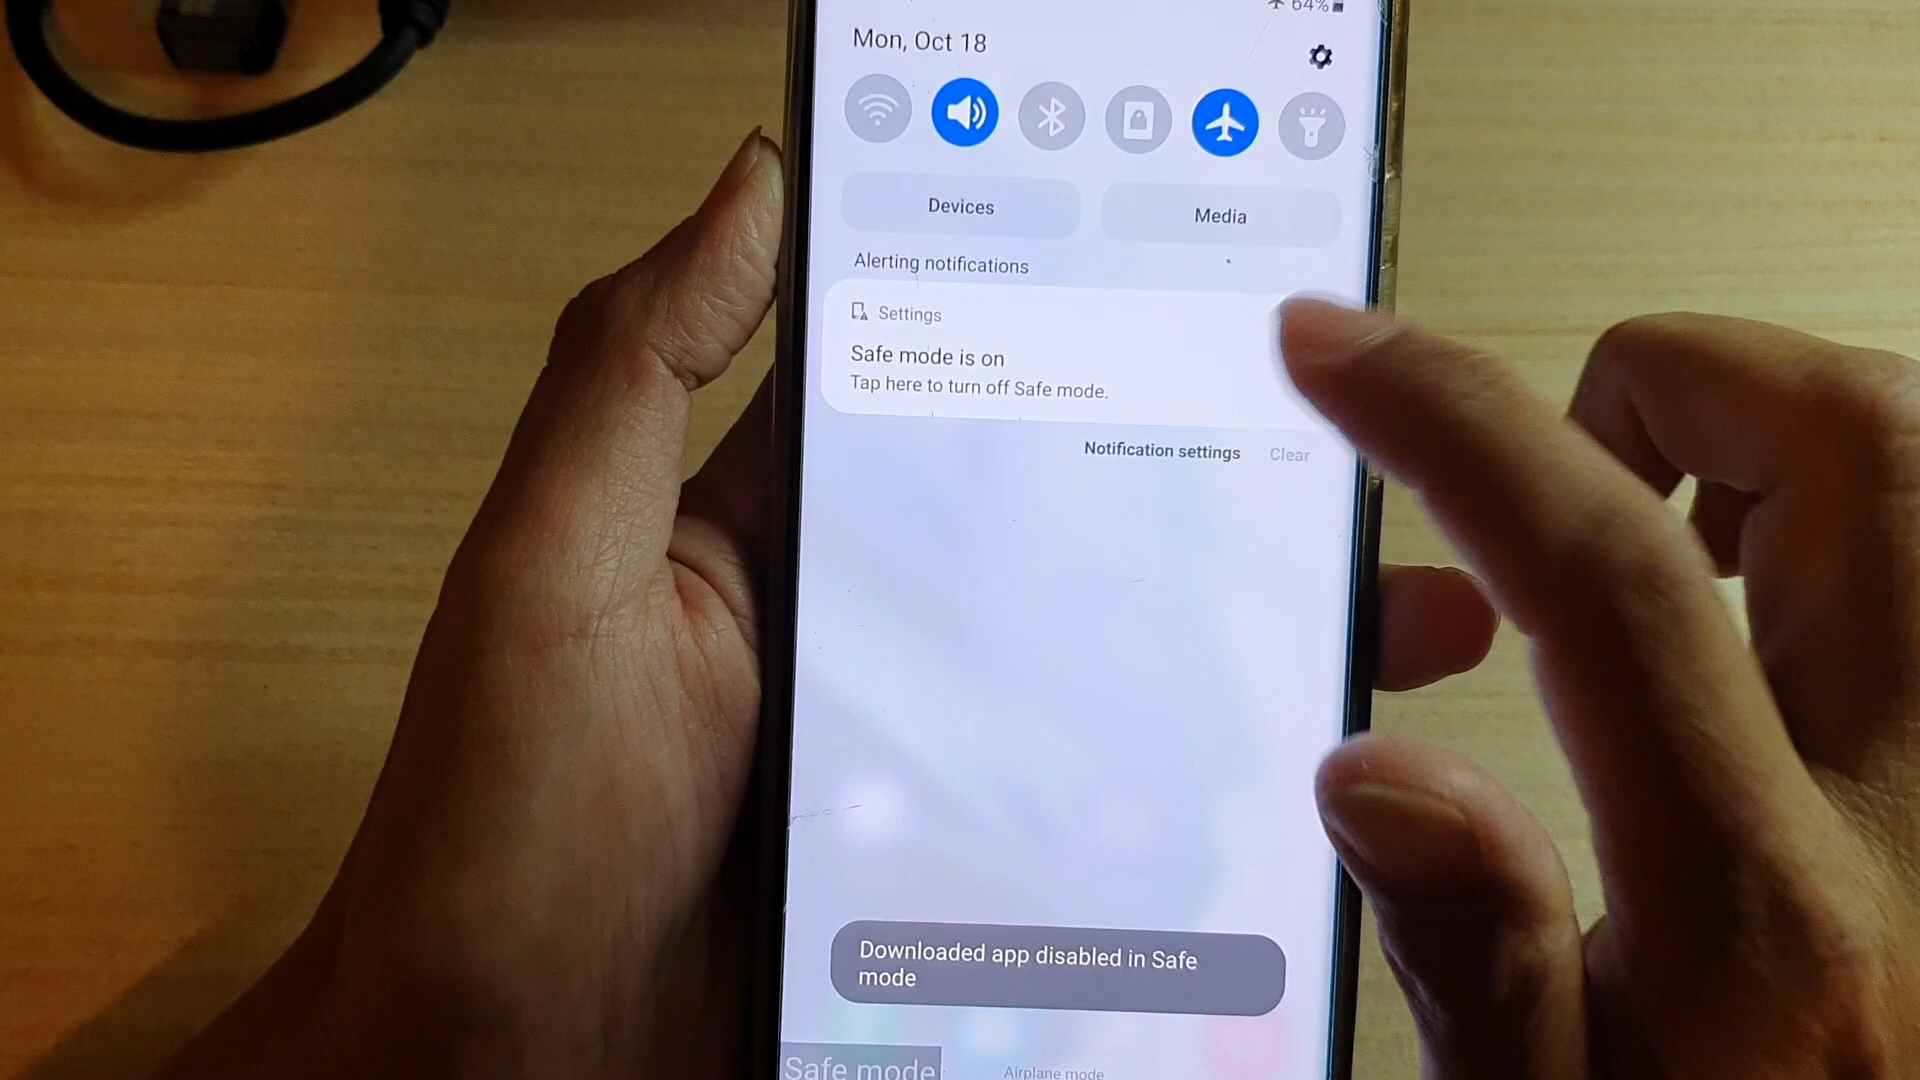 64%
Mon, Oct 18
Devices
Media
Alerting notifications
Settings
Safe mode is on
Tap here to turn off Safe mode.
Notification settings
Clear
Downloaded app disabled in Safe
mode
Safe mode
Airplane mode